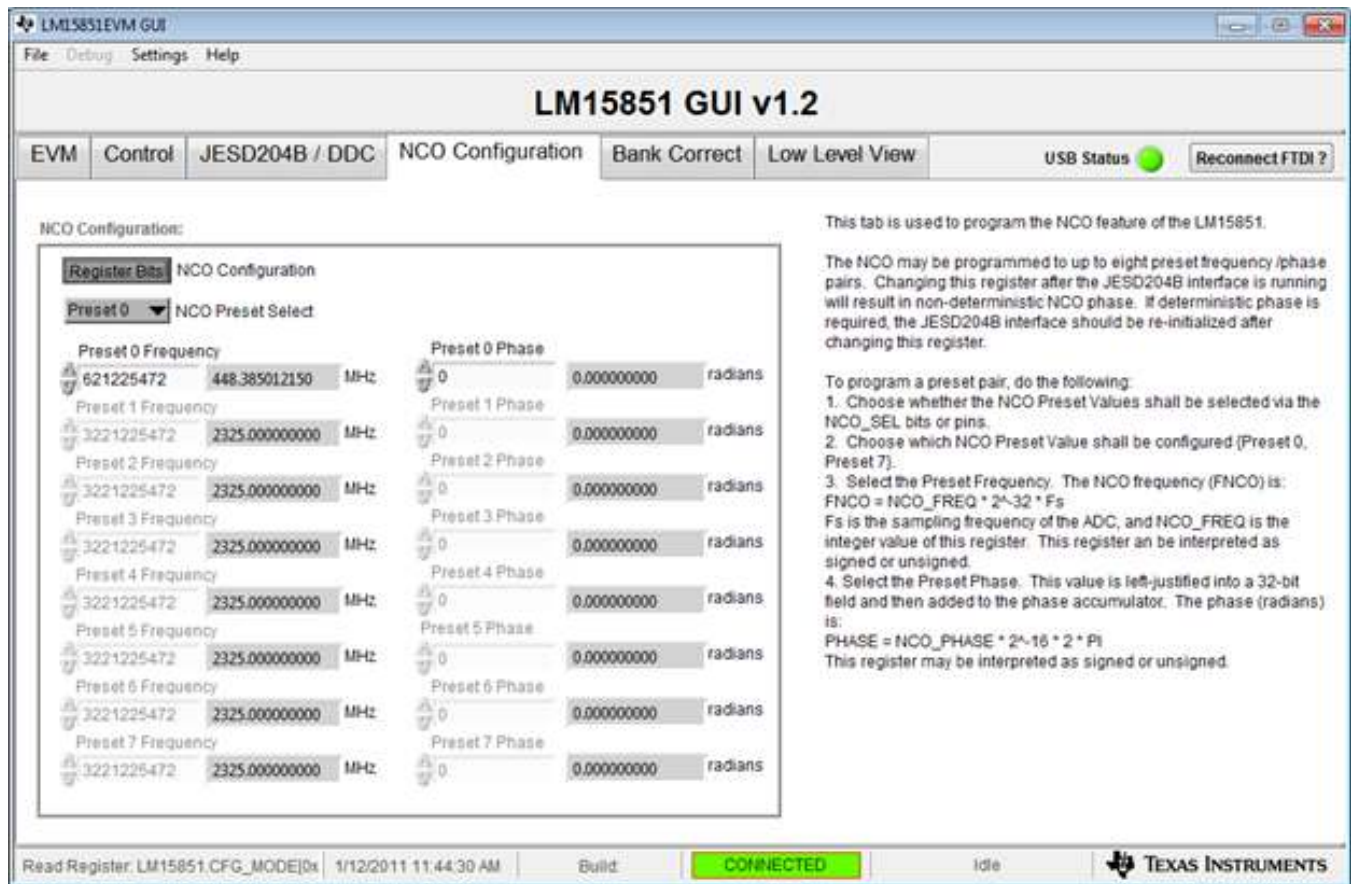 LM15851EVM GUI
File Debug Settings Help
LM15851 GUI v1.2
EVM Control JESD204B / DDC NCO Configuration Bank Correct Low Level View USB Status Reconnect FTDI ?
NCO Configuration:
Register Bits NCO Configuration
Preset 0 NCO Preset Select
Preset 0 Frequency Preset 0 Phase
621225472 448.385012150 MHz 0 0.000000000 radians
Preset 1 Frequency Preset 1 Phase
3221225472 2325.000000000 MHz 0 0.000000000 radians
Preset 2 Frequency Preset 2 Phase
3221225472 2325.000000000 MHz 0 0.000000000 radians
Preset 3 Frequency Preset 3 Phase
3221225472 2325.000000000 MHz 0 0.000000000 radians
Preset 4 Frequency Preset 4 Phase
3221225472 2325.000000000 MHz 0 0.000000000 radians
Preset 5 Frequency Preset 5 Phase
3221225472 2325.000000000 MHz 0 0.000000000 radians
Preset 6 Frequency Preset 6 Phase
3221225472 2325.000000000 MHz 0 0.000000000 radians
Preset 7 Frequency Preset 7 Phase
3221225472 2325.000000000 MHz 0 0.000000000 radians
This tab is used to program the NCO feature of the LM15851.
The NCO may be programmed to up to eight preset frequency /phase
pairs. Changing this register after the JESD204B interface is running
will result in non-deterministic NCO phase. If deterministic phase is
required, the JESD204B interface should be re-initialized after
changing this register.
To program a preset pair, do the following:
1. Choose whether the NCO Preset Values shall be selected via the
NCO_SEL bits or pins.
2. Choose which NCO Preset Value shall be configured {Preset 0,
Preset 7}.
3. Select the Preset Frequency. The NCO frequency (FNCO) is:
FNCO = NCO_FREQ * 2^-32 * Fs
Fs is the sampling frequency of the ADC, and NCO_FREQ is the
integer value of this register. This register an be interpreted as
signed or unsigned.
4. Select the Preset Phase. This value is left-justified into a 32-bit
field and then added to the phase accumulator. The phase (radians)
is:
PHASE = NCO_PHASE * 2^-16 * 2 * PI
This register may be interpreted as signed or unsigned.
Read Register: LM15851.CFG_MODE[0x 1/12/2011 11:44:30 AM Build: CONNECTED Idle TEXAS INSTRUMENTS